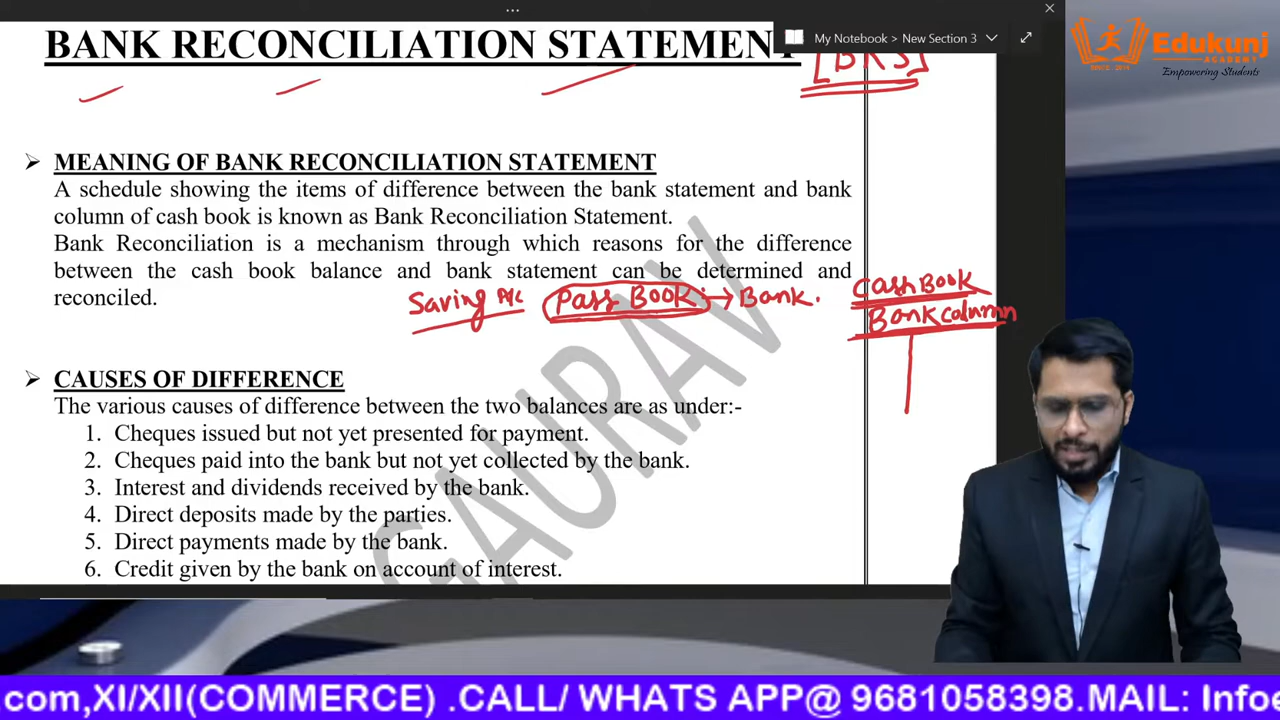 BANK RECONCILIATION STATEMENT
[BRS]
My Notebook > New Section 3
Edukunj
ACADEMY
Empowering Students
➢ MEANING OF BANK RECONCILIATION STATEMENT
A schedule showing the items of difference between the bank statement and bank
column of cash book is known as Bank Reconciliation Statement.
Bank Reconciliation is a mechanism through which reasons for the difference
between the cash book balance and bank statement can be determined and
reconciled.
Saving A/c Pass Book → Bank.
Cash Book
Bank column
➢ CAUSES OF DIFFERENCE
The various causes of difference between the two balances are as under:-
1. Cheques issued but not yet presented for payment.
2. Cheques paid into the bank but not yet collected by the bank.
3. Interest and dividends received by the bank.
4. Direct deposits made by the parties.
5. Direct payments made by the bank.
6. Credit given by the bank on account of interest.
GAURAV
com,XI/XII(COMMERCE) .CALL/ WHATS APP@ 9681058398.MAIL: Infoe